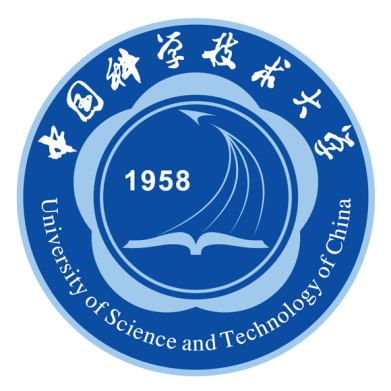 中国科学技术大学
1958
University of Science and Technology of China